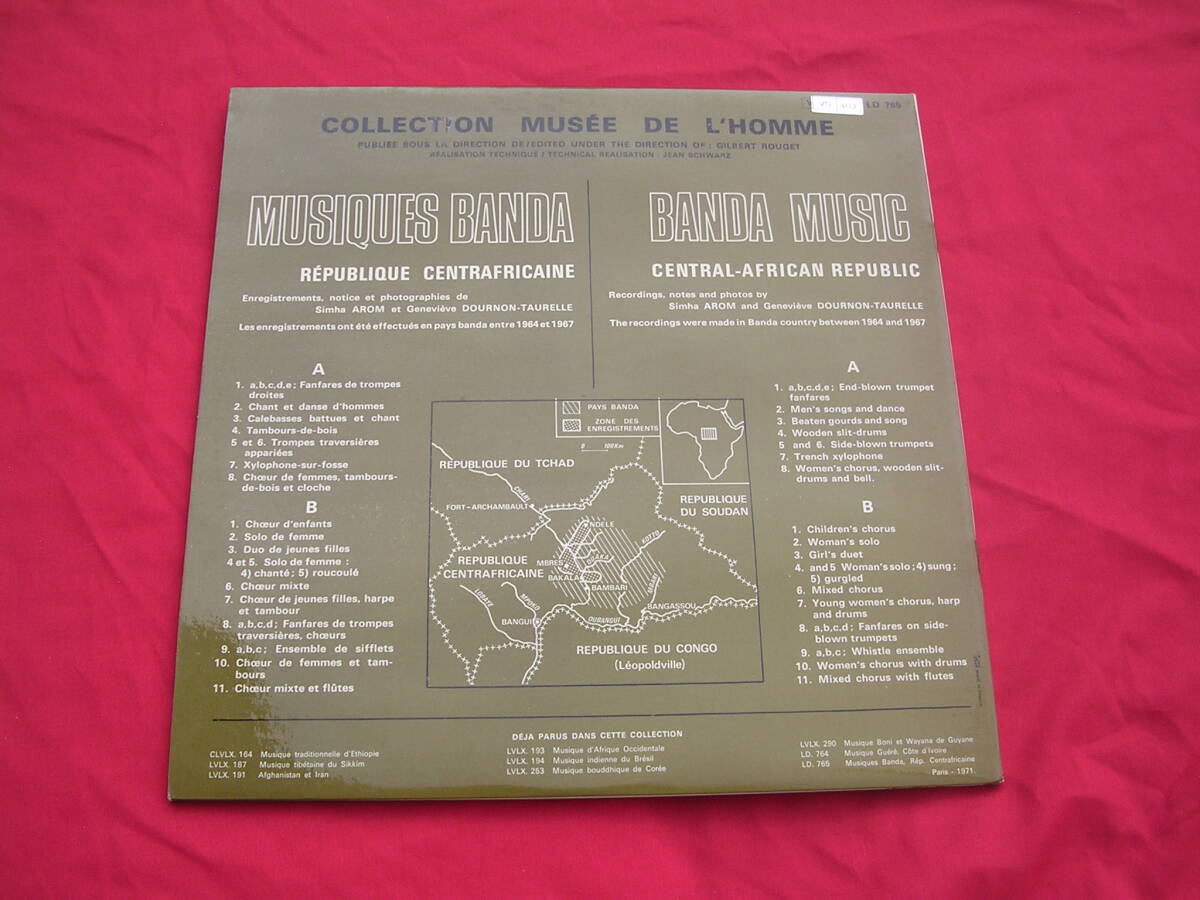 LD 765
COLLECTION MUSÉE DE L'HOMME
PUBLIÉE SOUS LA DIRECTION DE/EDITED UNDER THE DIRECTION OF: GILBERT ROUGET
RÉALISATION TECHNIQUE / TECHNICAL REALISATION : JEAN SCHWARZ
MUSIQUES BANDA
RÉPUBLIQUE CENTRAFRICAINE
Enregistrements, notice et photographies de
Simha AROM et Geneviève DOURNON-TAURELLE
Les enregistrements ont été effectués en pays banda entre 1964 et 1967
BANDA MUSIC
CENTRAL-AFRICAN REPUBLIC
Recordings, notes and photos by
Simha AROM and Geneviève DOURNON-TAURELLE
The recordings were made in Banda country between 1964 and 1967
A
1. a,b,c,d,e ; Fanfares de trompes
droites
2. Chant et danse d'hommes
3. Calebasses battues et chant
4. Tambours-de-bois
5 et 6. Trompes traversières
appariées
7. Xylophone-sur-fosse
8. Chœur de femmes, tambours-
de-bois et cloche
B
1. Chœur d'enfants
2. Solo de femme
3. Duo de jeunes filles
4 et 5. Solo de femme :
4) chanté ; 5) roucoulé
6. Chœur mixte
7. Chœur de jeunes filles, harpe
et tambour
8. a,b,c,d ; Fanfares de trompes
traversières, chœurs
9. a,b,c ; Ensemble de sifflets
10. Chœur de femmes et tam-
bours
11. Chœur mixte et flûtes
PAYS BANDA
ZONE DES
ENREGISTREMENTS
0 100 Km
RÉPUBLIQUE DU TCHAD
CHARI
FORT-ARCHAMBAULT
REPUBLIQUE
DU SOUDAN
NDELE
KOTTO
REPUBLIQUE
CENTRAFRICAINE
MBRES
OUAKA
BAKALA
BAMBARI
MBARI
LOBAYE
MPOKO
BANGASSOU
BANGUI
OUBANGUI
REPUBLIQUE DU CONGO
(Léopoldville)
A
1. a,b,c,d,e ; End-blown trumpet
fanfares
2. Men's songs and dance
3. Beaten gourds and song
4. Wooden slit-drums
5 and 6. Side-blown trumpets
7. Trench xylophone
8. Women's chorus, wooden slit-
drums and bell.
B
1. Children's chorus
2. Woman's solo
3. Girl's duet
4. and 5 Woman's solo ; 4) sung ;
5) gurgled
6. Mixed chorus
7. Young women's chorus, harp
and drums
8. a,b,c,d ; Fanfares on side-
blown trumpets
9. a,b,c ; Whistle ensemble
10. Women's chorus with drums
11. Mixed chorus with flutes
DÉJA PARUS DANS CETTE COLLECTION
CLVLX. 164 Musique traditionnelle d'Ethiopie
LVLX. 187 Musique tibétaine du Sikkim
LVLX. 191 Afghanistan et Iran
LVLX. 193 Musique d'Afrique Occidentale
LVLX. 194 Musique indienne du Brésil
LVLX. 253 Musique bouddhique de Corée
LVLX. 290 Musique Boni et Wayana de Guyane
LD. 764 Musique Guéré, Côte d'Ivoire
LD. 765 Musiques Banda, Rép. Centrafricaine
Paris - 1971.